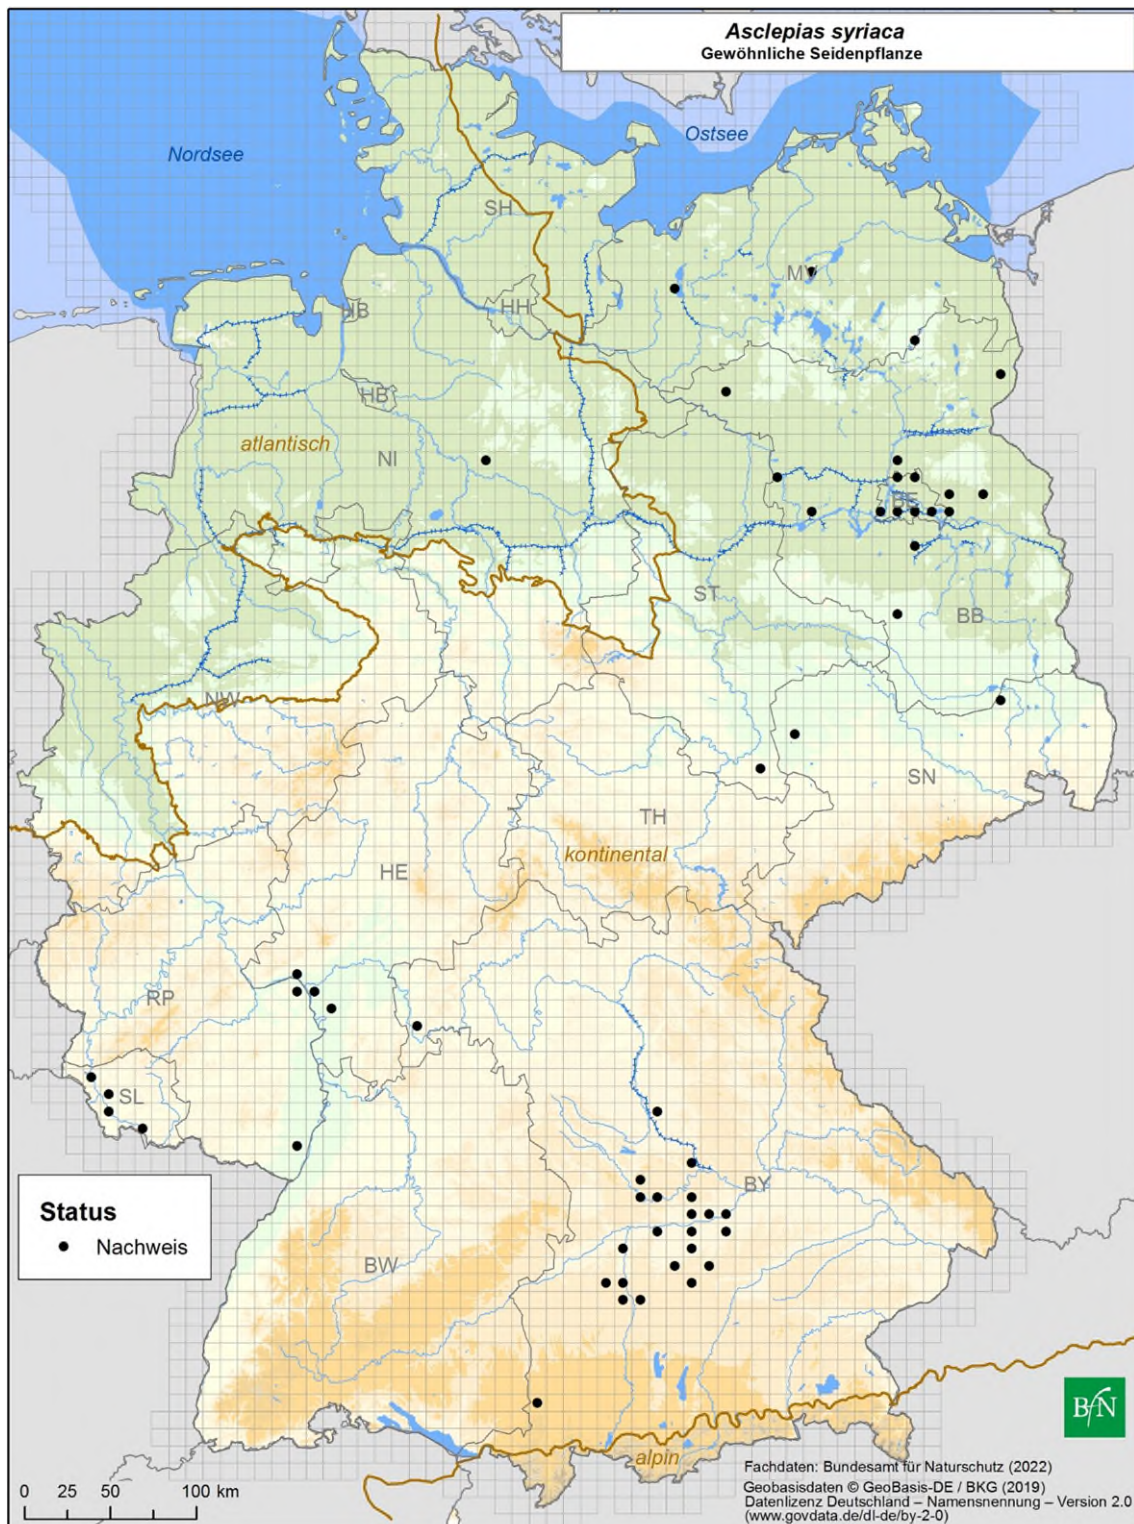 Asclepias syriaca
Gewöhnliche Seidenpflanze
Nordsee
Ostsee
SH
MV
HB
HH
HB
atlantisch
NI
BE
ST
BB
NW
SN
TH
kontinental
HE
RP
SL
BY
BW
Status
Nachweis
alpin
BfN
0 25 50 100 km
Fachdaten: Bundesamt für Naturschutz (2022)
Geobasisdaten © GeoBasis-DE / BKG (2019)
Datenlizenz Deutschland – Namensnennung – Version 2.0
(www.govdata.de/dl-de/by-2-0)